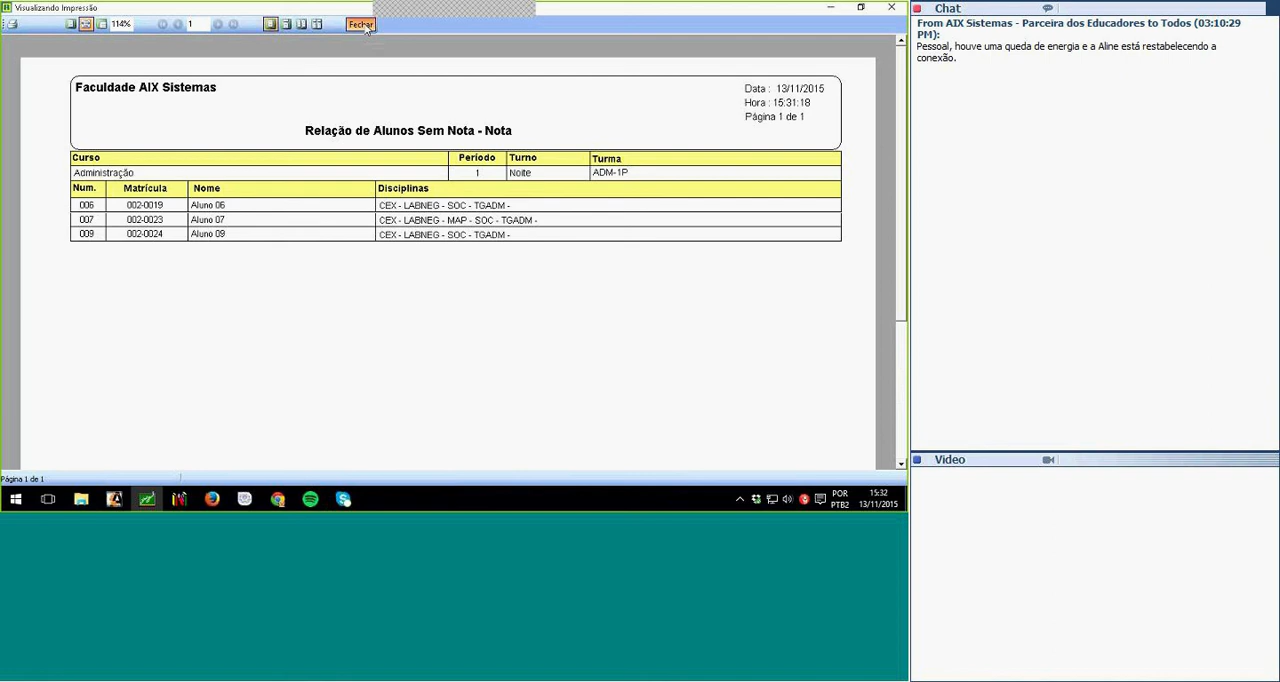 Visualizando Impressão
114%
1
Fechar
Faculdade AIX Sistemas
Data : 13/11/2015
Hora : 15:31:18
Página 1 de 1
Relação de Alunos Sem Nota - Nota
Curso Período Turno Turma
Administração 1 Noite ADM-1P
Num. Matrícula Nome Disciplinas
006 002-0019 Aluno 06 CEX - LABNEG - SOC - TGADM -
007 002-0023 Aluno 07 CEX - LABNEG - MAP - SOC - TGADM -
009 002-0024 Aluno 09 CEX - LABNEG - SOC - TGADM -
Página 1 de 1
POR
PTB2
15:32
13/11/2015
Chat
From AIX Sistemas - Parceira dos Educadores to Todos (03:10:29
PM):
Pessoal, houve uma queda de energia e a Aline está restabelecendo a
conexão.
Video